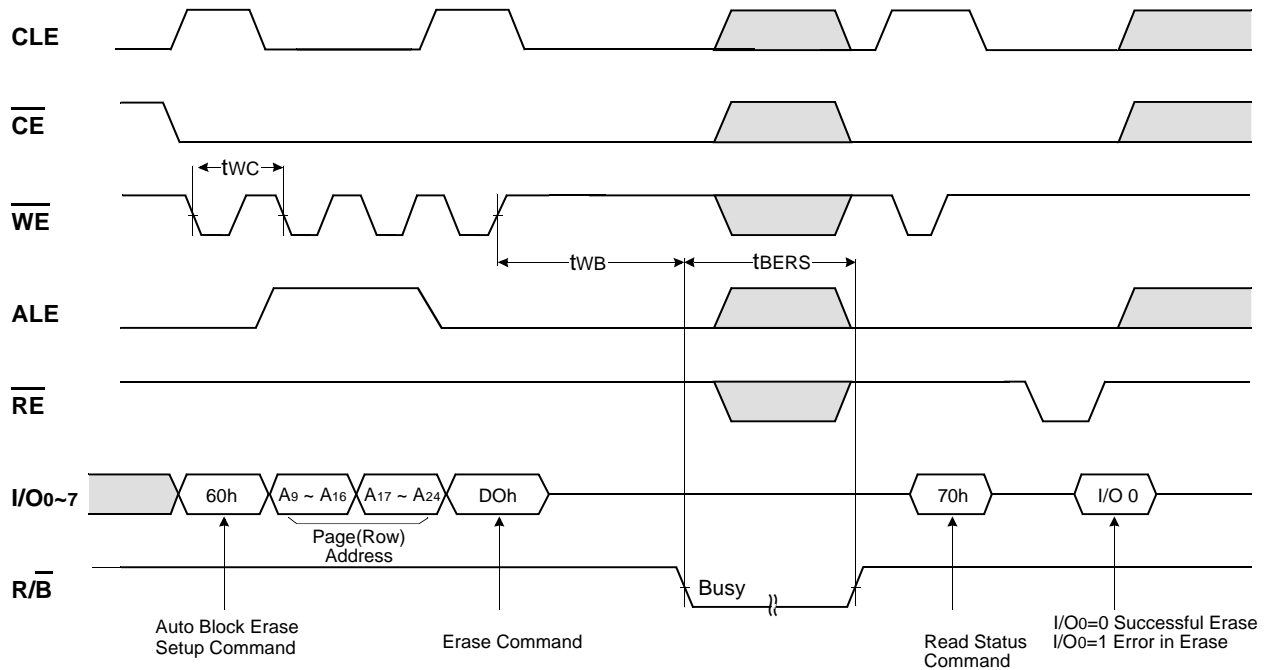 CLE
CE
tWC
WE
tWB
tBERS
ALE
RE
I/O0~7
60h
A9 ~ A16
A17 ~ A24
DOh
70h
I/O 0
Page(Row)
Address
R/B
Busy
Auto Block Erase
Setup Command
Erase Command
Read Status
Command
I/O0=0 Successful Erase
I/O0=1 Error in Erase